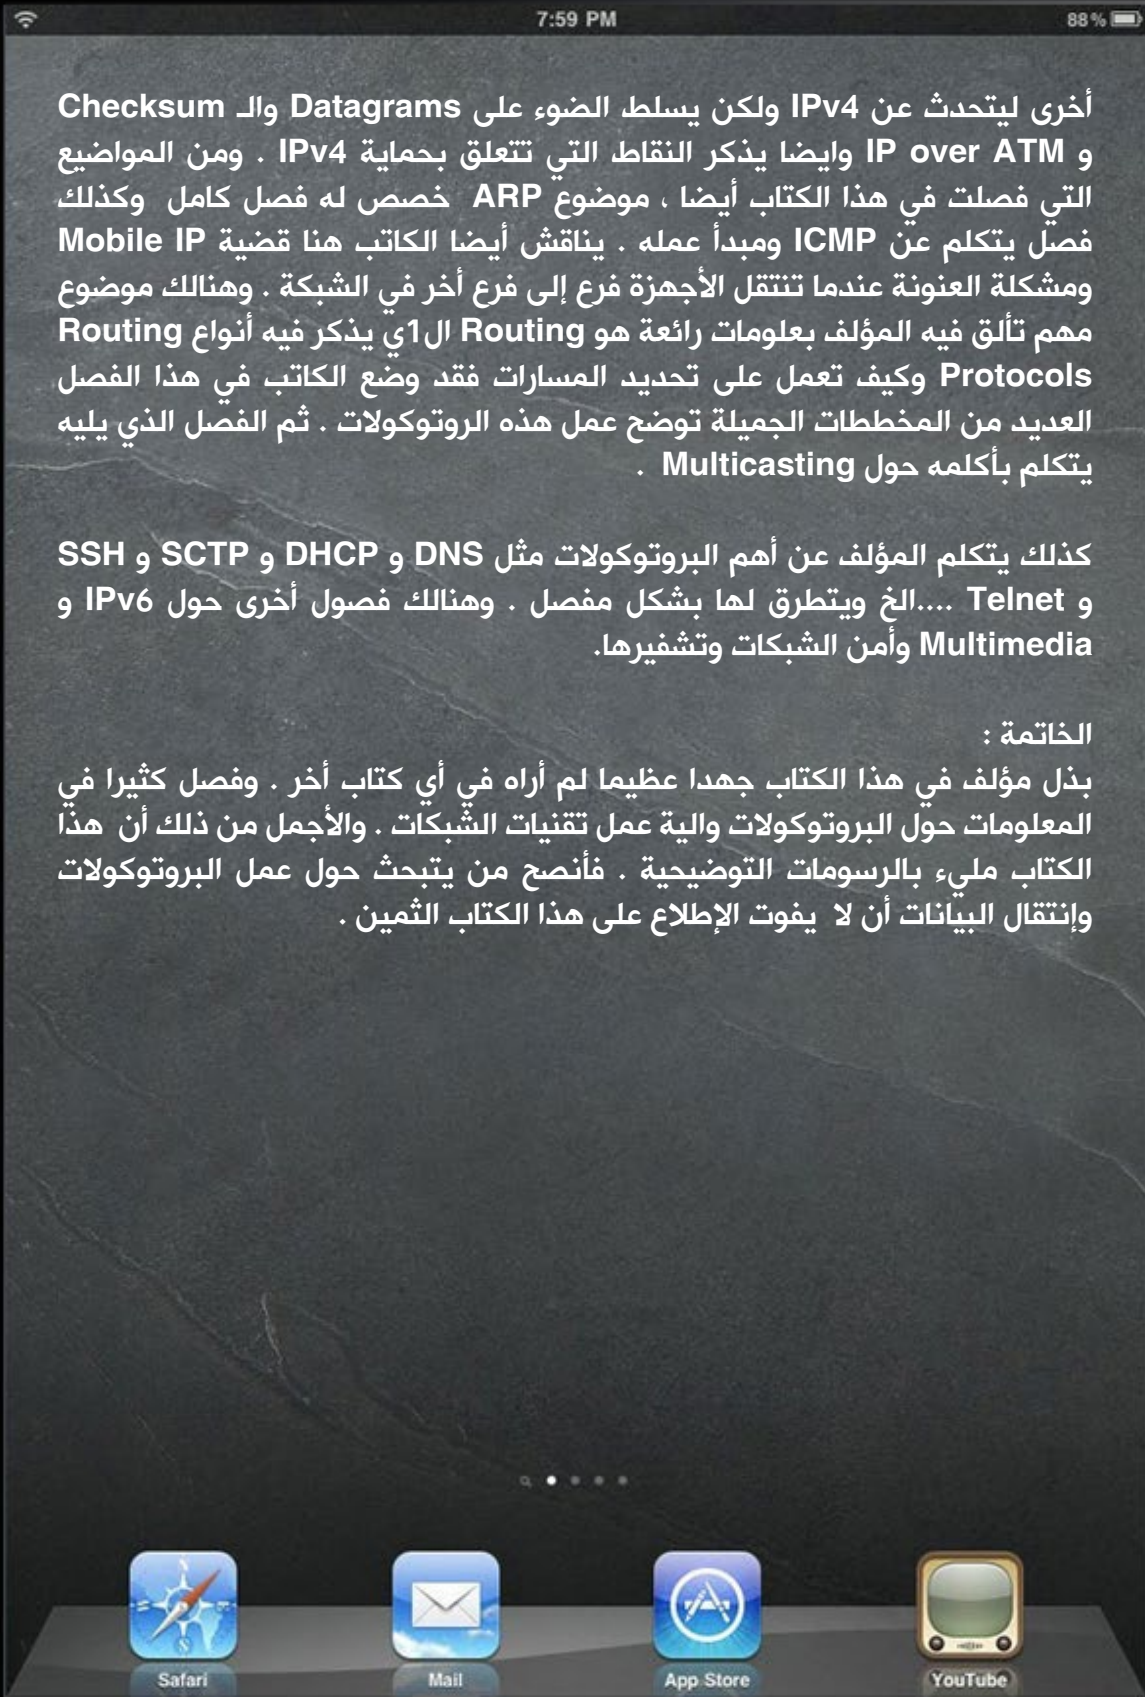 7:59 PM
88%
أخرى ليتحدث عن IPv4 ولكن يسلط الضوء على Datagrams والـ Checksum
و IP over ATM وايضا يذكر النقاط التي تتعلق بحماية IPv4 . ومن المواضيع
التي فصلت في هذا الكتاب أيضا ، موضوع ARP خصص له فصل كامل وكذلك
فصل يتكلم عن ICMP ومبدأ عمله . يناقش أيضا الكاتب هنا قضية Mobile IP
ومشكلة العنونة عندما تنتقل الأجهزة فرع إلى فرع أخر في الشبكة . وهنالك موضوع
مهم تألق فيه المؤلف بعلومات رائعة هو Routing ال1ي يذكر فيه أنواع Routing
Protocols وكيف تعمل على تحديد المسارات فقد وضع الكاتب في هذا الفصل
العديد من المخططات الجميلة توضح عمل هذه الروتوكولات . ثم الفصل الذي يليه
يتكلم بأكلمه حول Multicasting .
كذلك يتكلم المؤلف عن أهم البروتوكولات مثل DNS و DHCP و SCTP و SSH
و Telnet ....الخ ويتطرق لها بشكل مفصل . وهنالك فصول أخرى حول IPv6 و
Multimedia وأمن الشبكات وتشفيرها.
الخاتمة :
بذل مؤلف في هذا الكتاب جهدا عظيما لم أراه في أي كتاب أخر . وفصل كثيرا في
المعلومات حول البروتوكولات والية عمل تقنيات الشبكات . والأجمل من ذلك أن هذا
الكتاب مليء بالرسومات التوضيحية . فأنصح من يتبحث حول عمل البروتوكولات
وإنتقال البيانات أن لا يفوت الإطلاع على هذا الكتاب الثمين .
Safari
Mail
App Store
YouTube